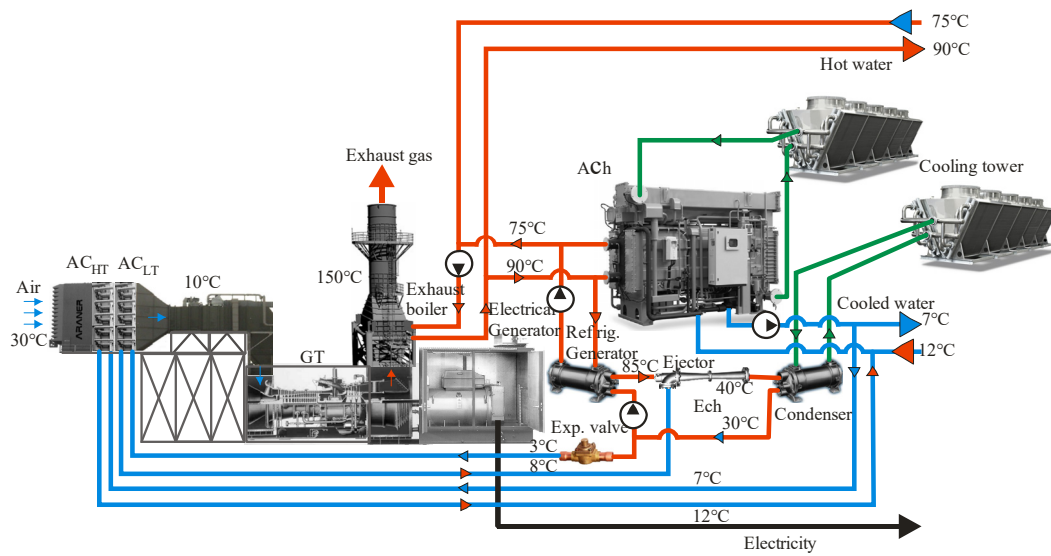 75°C
90°C
Hot water
Exhaust gas
ACh
Cooling tower
75°C
90°C
AC_HT AC_LT
10°C
150°C
Air
30°C
ARANER
Exhaust
boiler
Electrical
Generator
Refrig.
Generator
Cooled water
7°C
12°C
GT
85°C
Ejector
40°C
Ech
Condenser
30°C
Exp. valve
3°C
8°C
7°C
12°C
Electricity